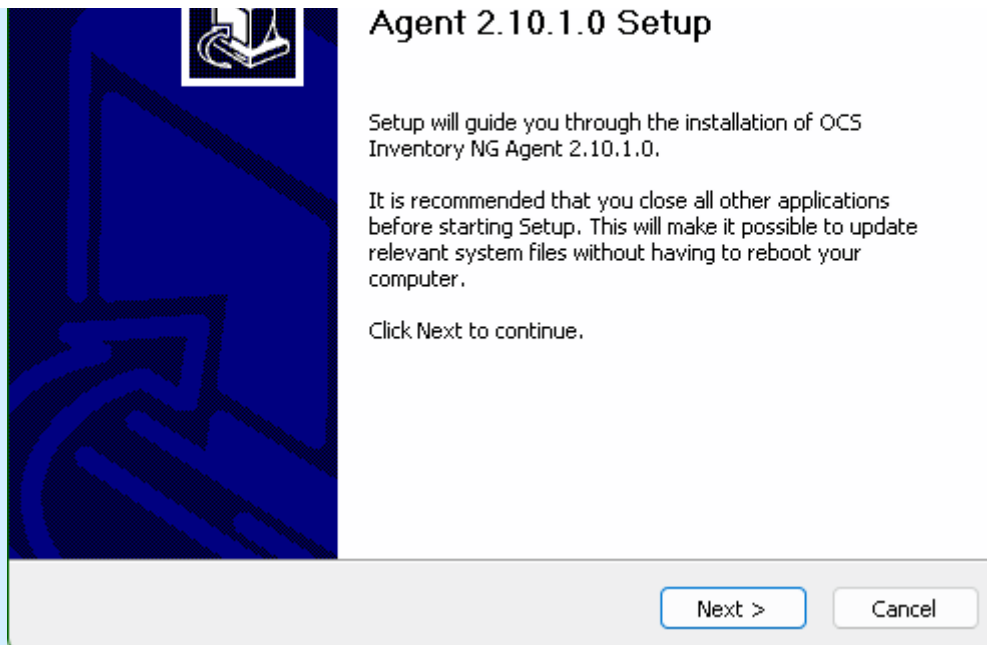 Agent 2.10.1.0 Setup
Setup will guide you through the installation of OCS
Inventory NG Agent 2.10.1.0.
It is recommended that you close all other applications
before starting Setup. This will make it possible to update
relevant system files without having to reboot your
computer.
Click Next to continue.
Next >
Cancel